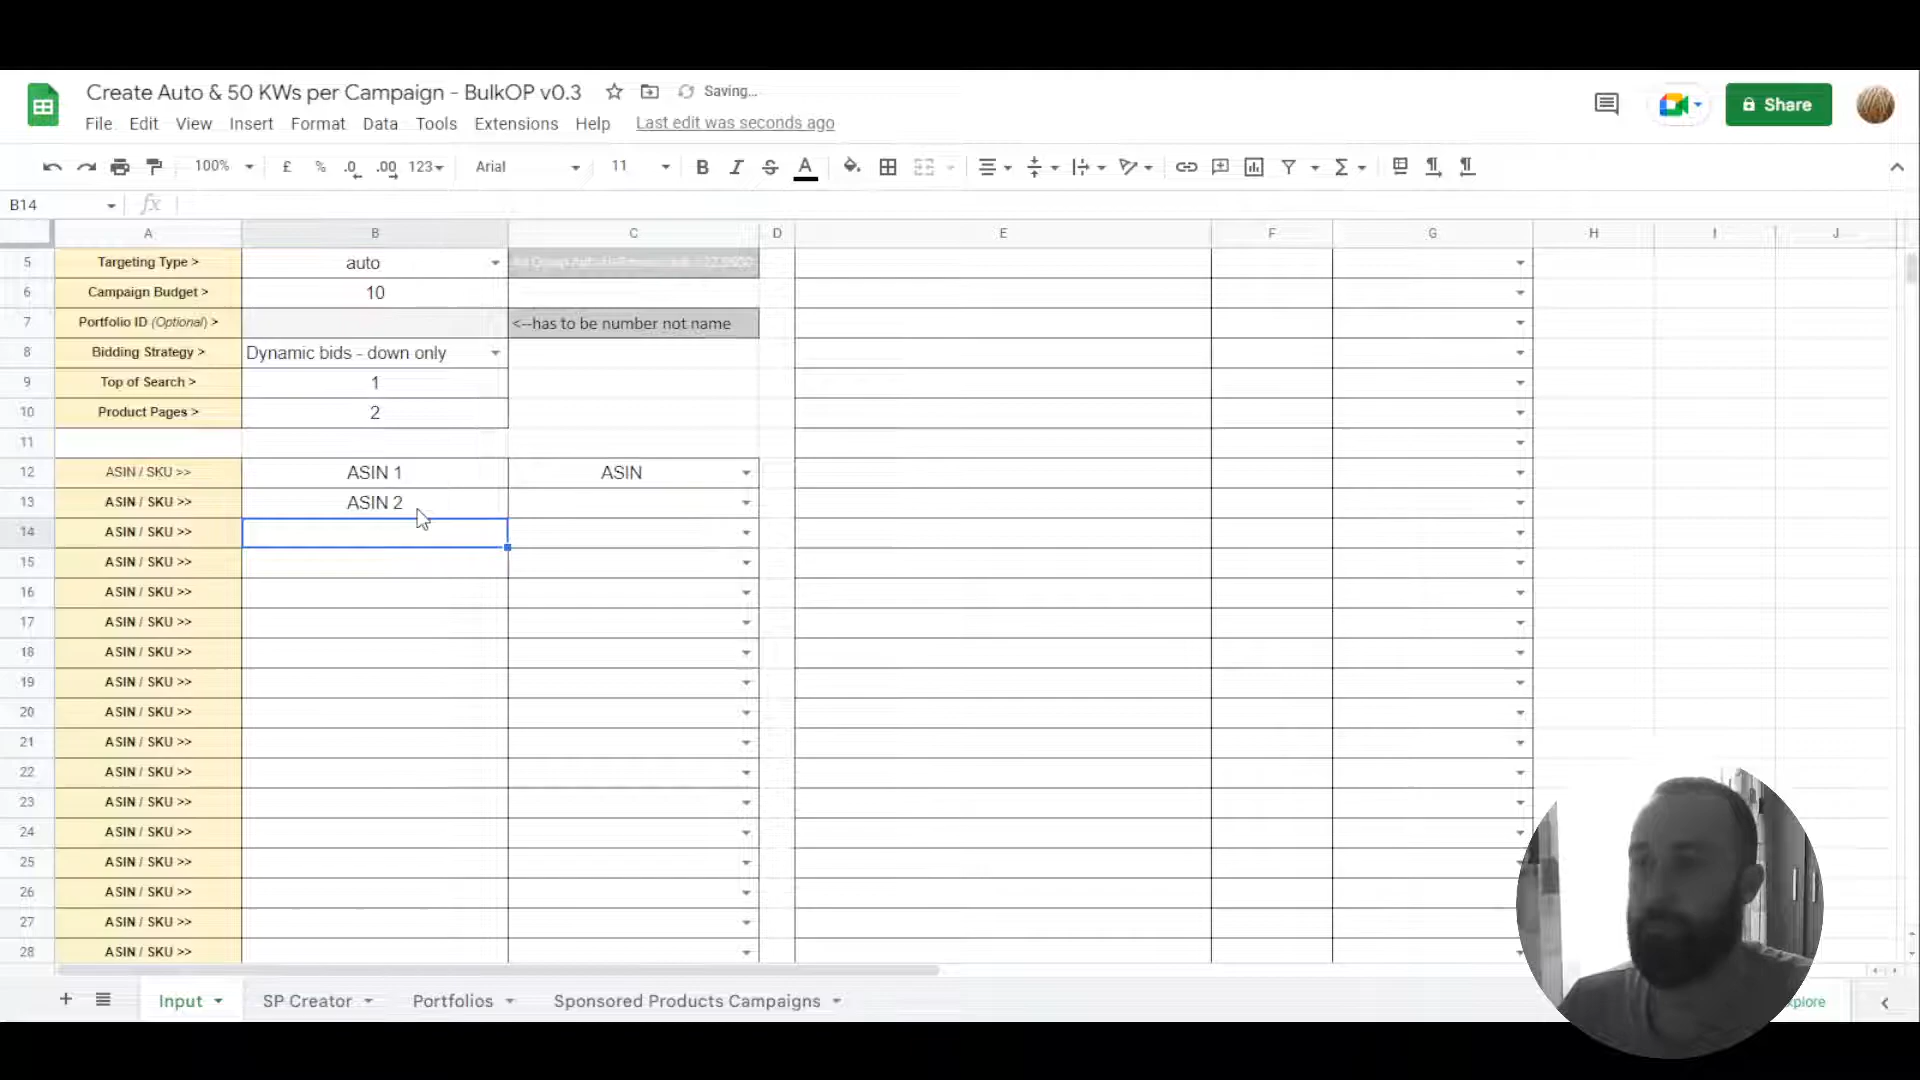 Create Auto & 50 KWs per Campaign - BulkOP v0.3
Saving...
Share
File Edit View Insert Format Data Tools Extensions Help Last edit was seconds ago
100% £ % .0 .00 123 Arial 11 B I S A
B14 fx
A B C D E F G H I J
5 Targeting Type > auto
6 Campaign Budget > 10
7 Portfolio ID (Optional) > <--has to be number not name
8 Bidding Strategy > Dynamic bids - down only
9 Top of Search > 1
10 Product Pages > 2
11
12 ASIN / SKU >> ASIN 1 ASIN
13 ASIN / SKU >> ASIN 2
14 ASIN / SKU >>
15 ASIN / SKU >>
16 ASIN / SKU >>
17 ASIN / SKU >>
18 ASIN / SKU >>
19 ASIN / SKU >>
20 ASIN / SKU >>
21 ASIN / SKU >>
22 ASIN / SKU >>
23 ASIN / SKU >>
24 ASIN / SKU >>
25 ASIN / SKU >>
26 ASIN / SKU >>
27 ASIN / SKU >>
28 ASIN / SKU >>
Input SP Creator Portfolios Sponsored Products Campaigns